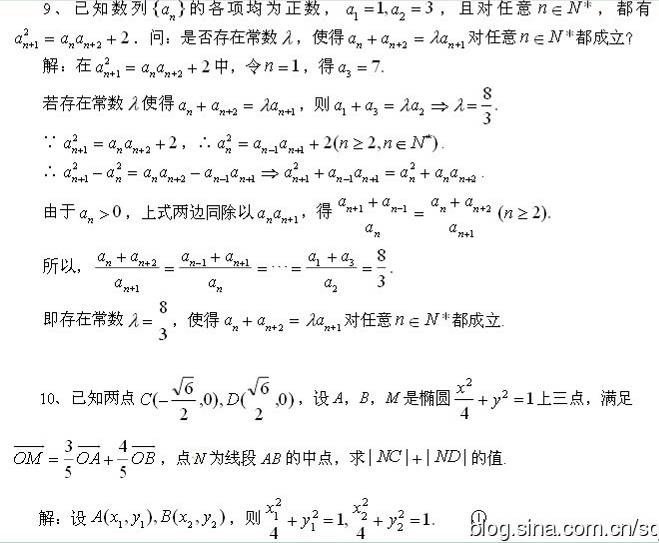 9、已知数列{aₙ}的各项均为正数，a₁=1,a₂=3，且对任意n∈N*，都有
a²ₙ₊₁=aₙaₙ₊₂+2．问：是否存在常数λ，使得aₙ+aₙ₊₂=λaₙ₊₁对任意n∈N*都成立?
解：在a²ₙ₊₁=aₙaₙ₊₂+2中，令n=1，得a₃=7.
若存在常数λ使得aₙ+aₙ₊₂=λaₙ₊₁，则a₁+a₃=λa₂⇒λ=8/3.
∵a²ₙ₊₁=aₙaₙ₊₂+2，∴a²ₙ=aₙ₋₁aₙ₊₁+2(n≥2,n∈N*).
∴a²ₙ₊₁-a²ₙ=aₙaₙ₊₂-aₙ₋₁aₙ₊₁⇒a²ₙ₊₁+aₙ₋₁aₙ₊₁=a²ₙ+aₙaₙ₊₂.
由于aₙ>0，上式两边同除以aₙaₙ₊₁，得(aₙ₊₁+aₙ₋₁)/aₙ=(aₙ+aₙ₊₂)/aₙ₊₁(n≥2).
所以，(aₙ+aₙ₊₂)/aₙ₊₁=(aₙ₋₁+aₙ₊₁)/aₙ=⋯=(a₁+a₃)/a₂=8/3.
即存在常数λ=8/3，使得aₙ+aₙ₊₂=λaₙ₊₁对任意n∈N*都成立.
10、已知两点C(-√6/2,0),D(√6/2,0)，设A，B，M是椭圆x²/4+y²=1上三点，满足
OM=3/5OA+4/5OB，点N为线段AB的中点，求|NC|+|ND|的值.
解：设A(x₁,y₁),B(x₂,y₂)，则x₁²/4+y₁²=1,x₂²/4+y₂²=1. ①
blog.sina.com.cn/sc